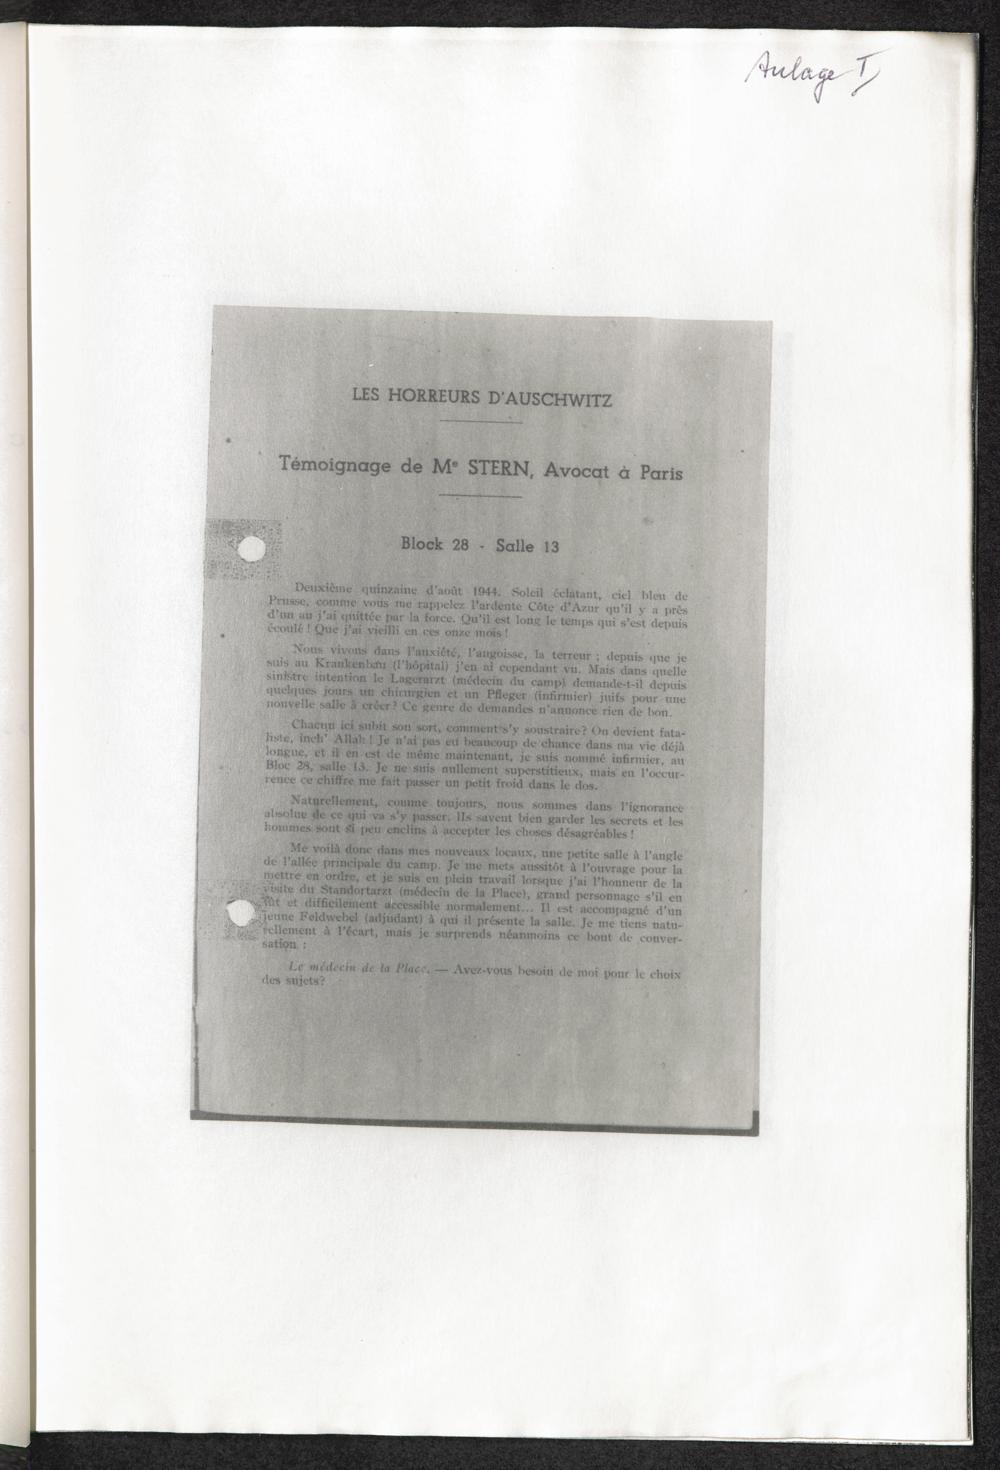 Anlage I
LES HORREURS D'AUSCHWITZ
Témoignage de Me STERN, Avocat à Paris
Block 28 - Salle 13
Deuxième quinzaine d'août 1944. Soleil éclatant, ciel bleu de
Prusse, comme vous me rappelez l'ardente Côte d'Azur qu'il y a près
d'un an j'ai quittée par la force. Qu'il est long le temps qui s'est depuis
écoulé ! Que j'ai vieilli en ces onze mois !
Nous vivons dans l'anxiété, l'angoisse, la terreur ; depuis que je
suis au Krankenbau (l'hôpital) j'en ai cependant vu. Mais dans quelle
sinistre intention le Lagerarzt (médecin du camp) demande-t-il depuis
quelques jours un chirurgien et un Pfleger (infirmier) juifs pour une
nouvelle salle à créer ? Ce genre de demandes n'annonce rien de bon.
Chacun ici subit son sort, comment s'y soustraire ? On devient fata-
liste, inch' Allah ! Je n'ai pas eu beaucoup de chance dans ma vie déjà
longue, et il en est de même maintenant, je suis nommé infirmier, au
Bloc 28, salle 13. Je ne suis nullement superstitieux, mais en l'occur-
rence ce chiffre me fait passer un petit froid dans le dos.
Naturellement, comme toujours, nous sommes dans l'ignorance
absolue de ce qui va s'y passer. Ils savent bien garder les secrets et les
hommes sont si peu enclins à accepter les choses désagréables !
Me voilà donc dans mes nouveaux locaux, une petite salle à l'angle
de l'allée principale du camp. Je me mets aussitôt à l'ouvrage pour la
mettre en ordre, et je suis en plein travail lorsque j'ai l'honneur de la
visite du Standortarzt (médecin de la Place), grand personnage s'il en
fût et difficilement accessible normalement... Il est accompagné d'un
jeune Feldwebel (adjudant) à qui il présente la salle. Je me tiens natu-
rellement à l'écart, mais je surprends néanmoins ce bout de conver-
sation :
Le médecin de la Place. — Avez-vous besoin de moi pour le choix
des sujets ?